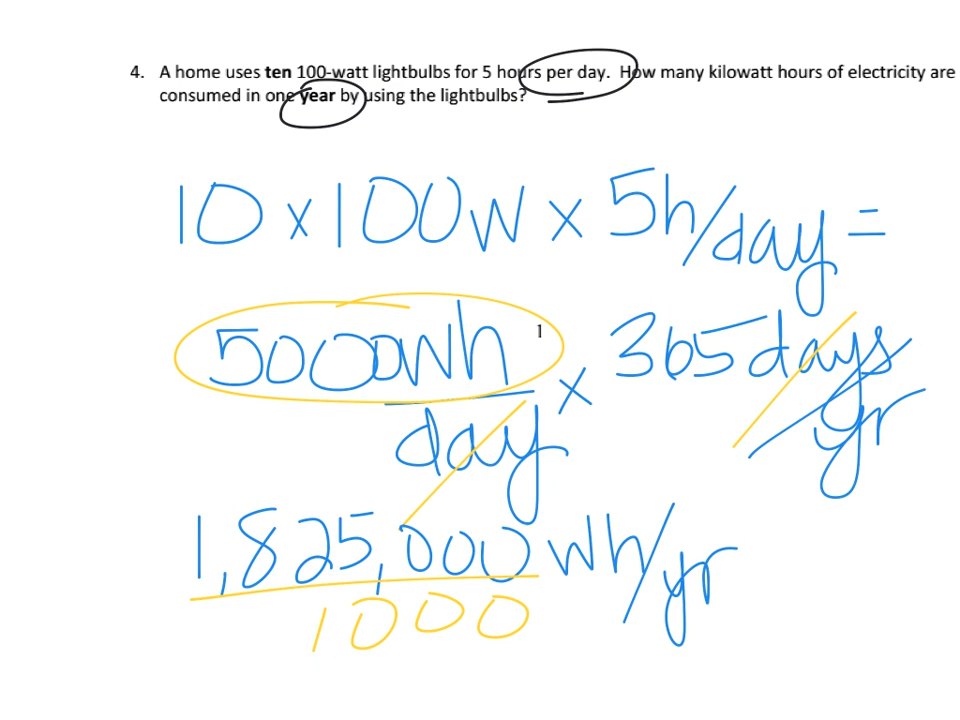 4. A home uses ten 100-watt lightbulbs for 5 hours per day. How many kilowatt hours of electricity are
consumed in one year by using the lightbulbs?
10 x 100W x 5h/day =
5000Wh x 365 days
day yr
1,825,000 Wh/yr
1000